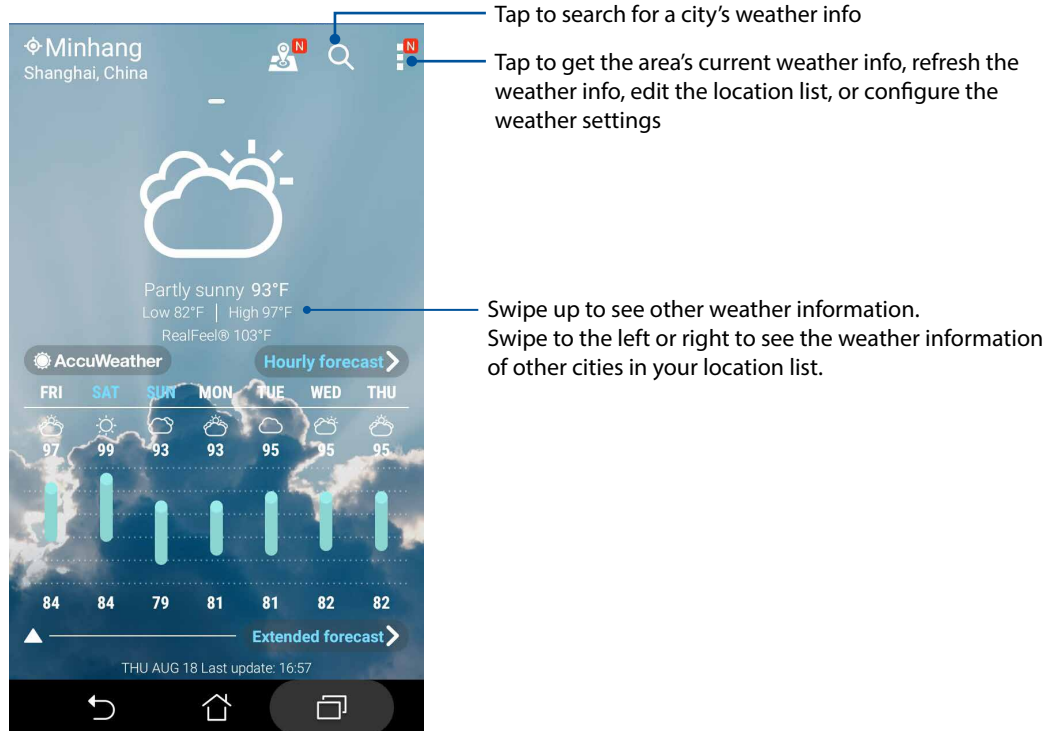 Tap to search for a city’s weather info
Minhang
Shanghai, China
N
N
Tap to get the area’s current weather info, refresh the
weather info, edit the location list, or configure the
weather settings
Partly sunny 93°F
Low 82°F | High 97°F
RealFeel® 103°F
Swipe up to see other weather information.
Swipe to the left or right to see the weather information
of other cities in your location list.
AccuWeather
Hourly forecast
FRI SAT SUN MON TUE WED THU
97 99 93 93 95 95 95
84 84 79 81 81 82 82
Extended forecast
THU AUG 18 Last update: 16:57